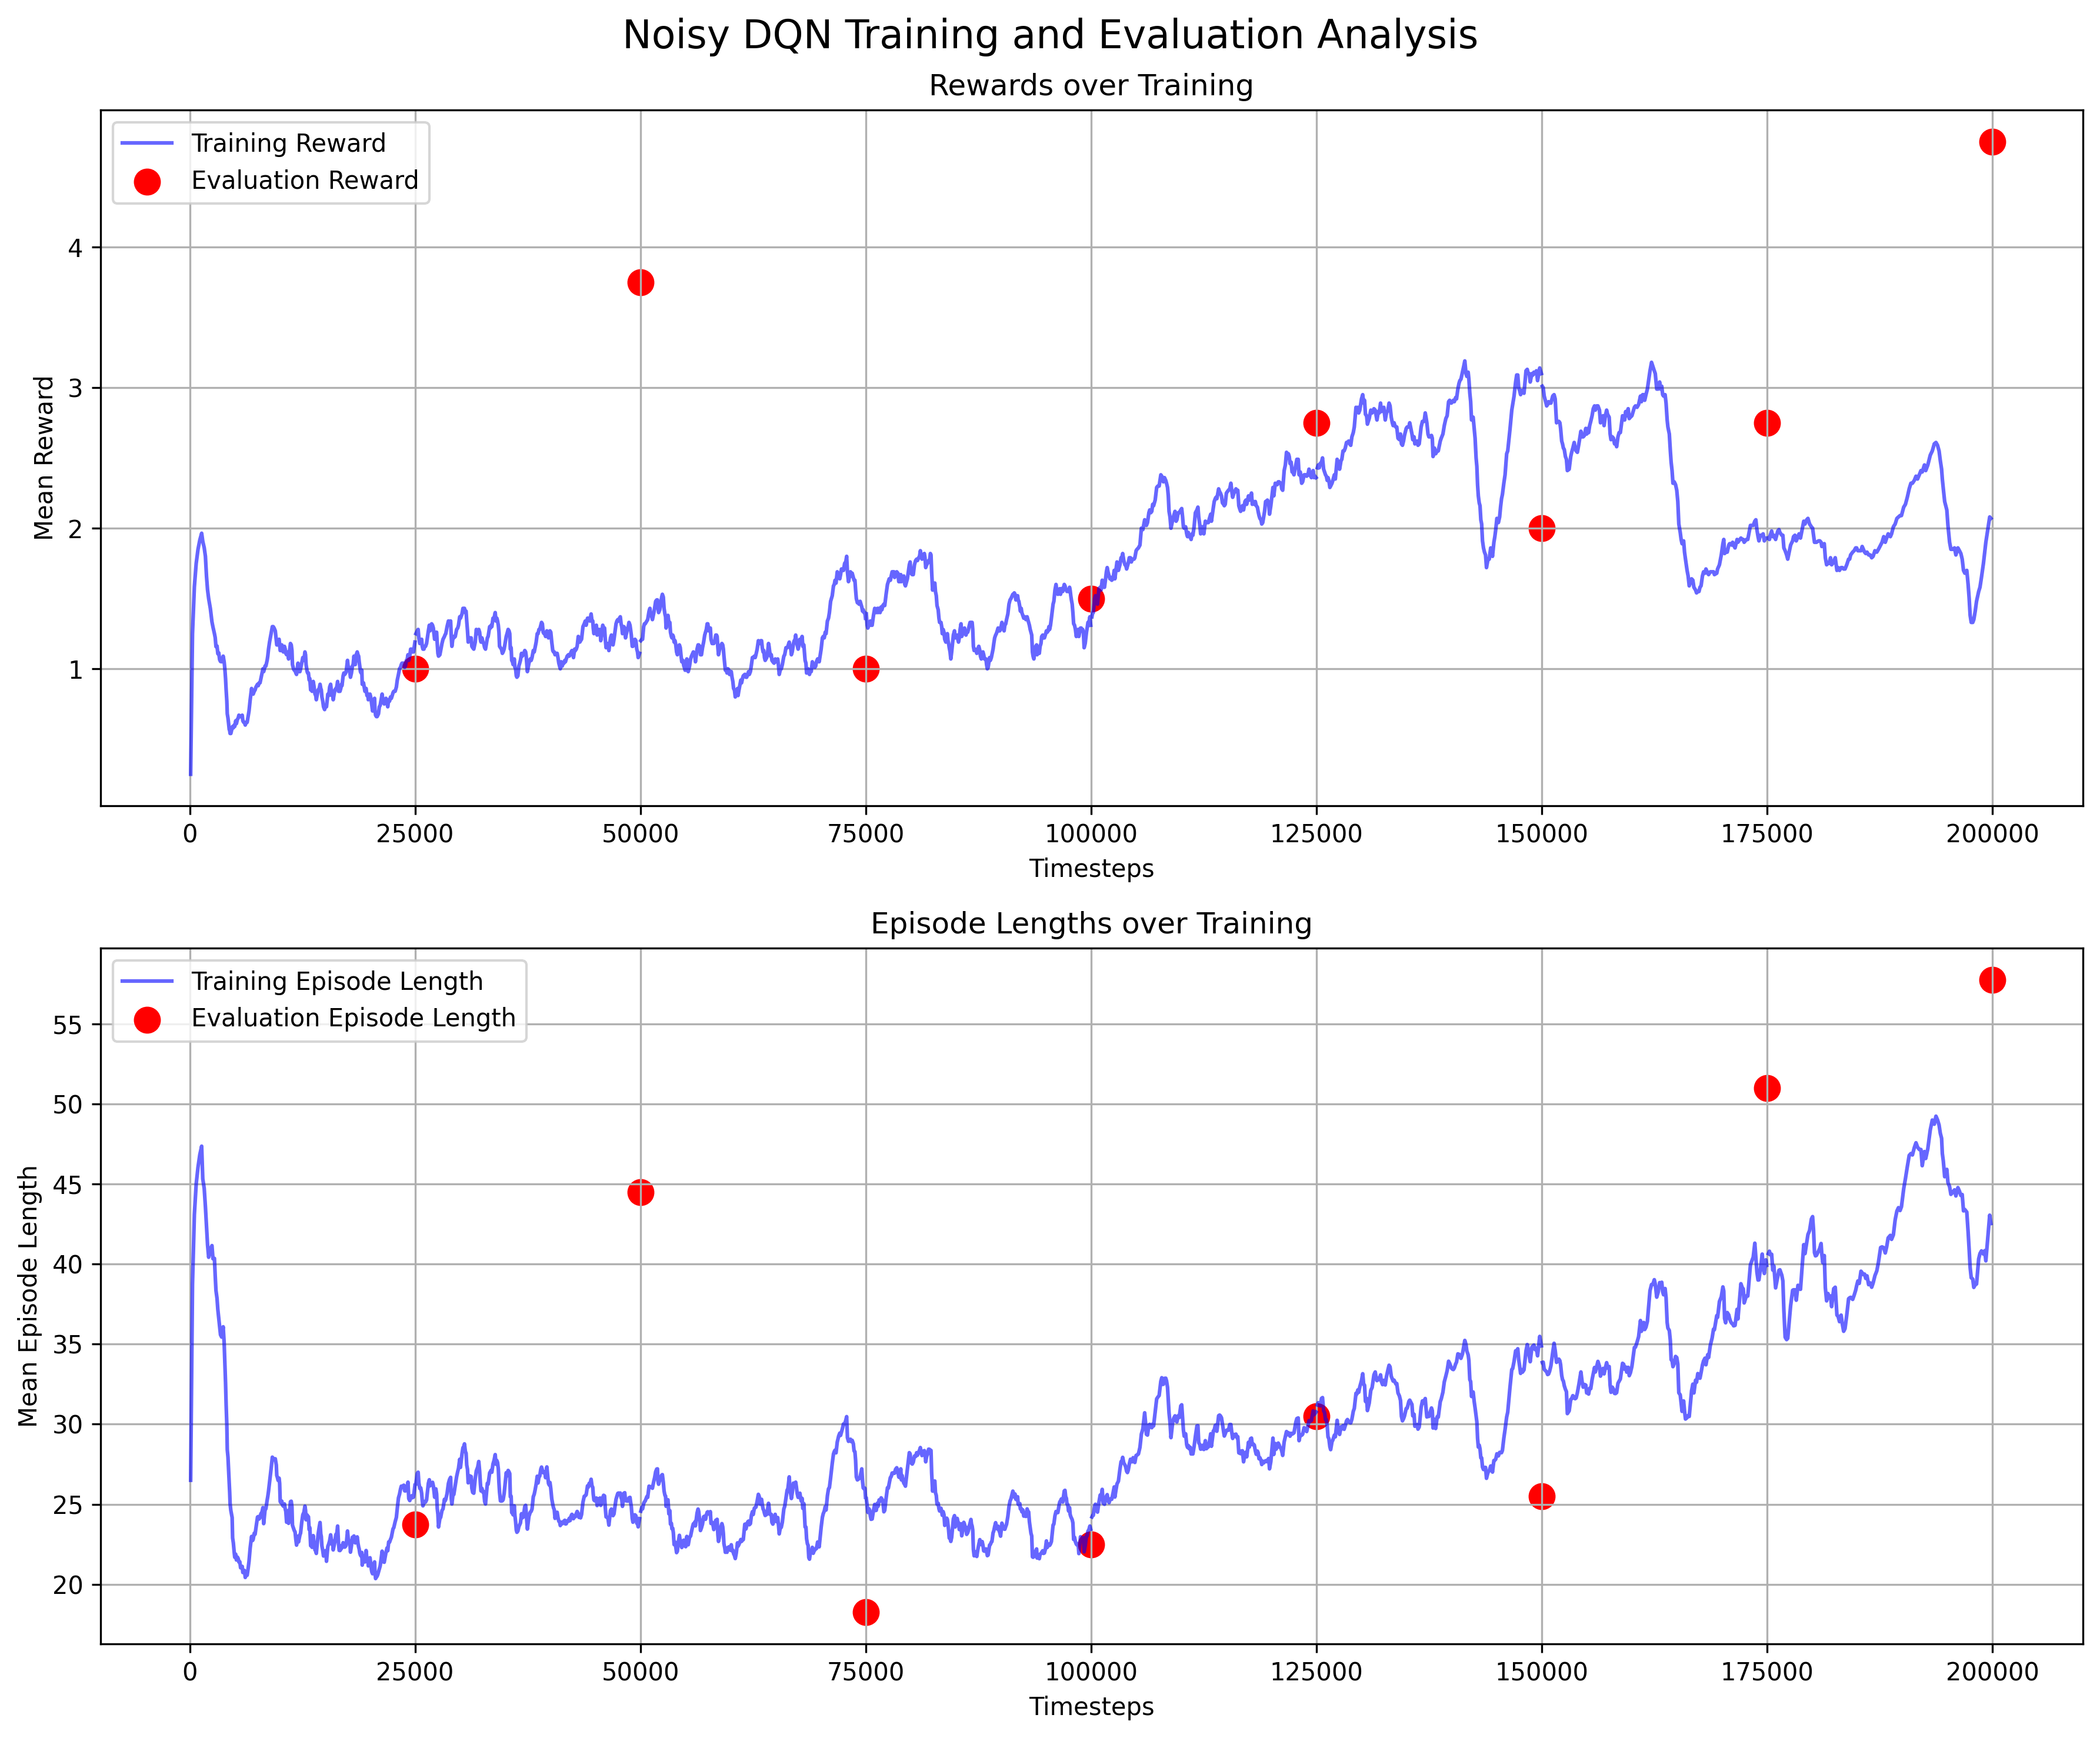 Noisy DQN Training and Evaluation Analysis
Rewards over Training
Training Reward
Evaluation Reward
4
3
2
1
Mean Reward
0 25000 50000 75000 100000 125000 150000 175000 200000
Timesteps
Episode Lengths over Training
Training Episode Length
Evaluation Episode Length
55
50
45
40
35
30
25
20
Mean Episode Length
0 25000 50000 75000 100000 125000 150000 175000 200000
Timesteps